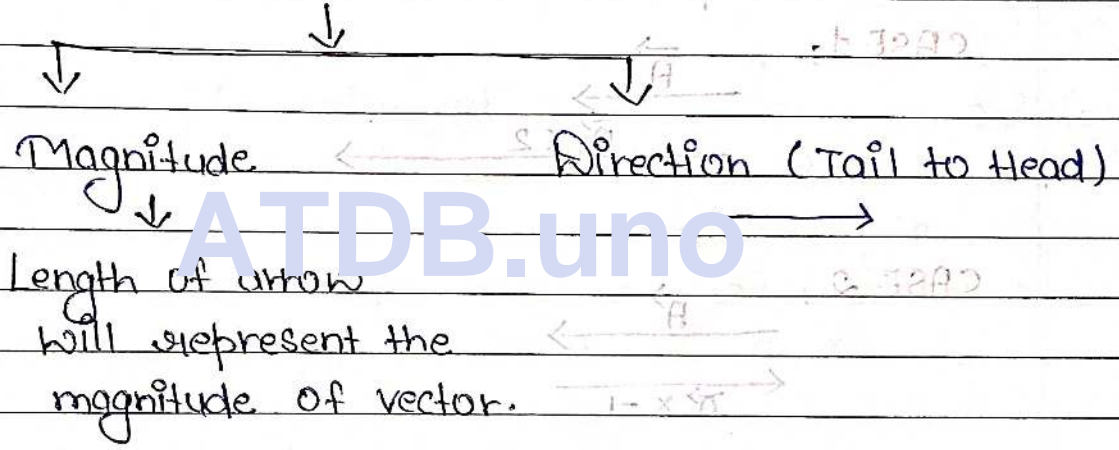 Magnitude Direction (Tail to Head)
ATDB.uno
Length of arrow
will represent the
magnitude of vector.